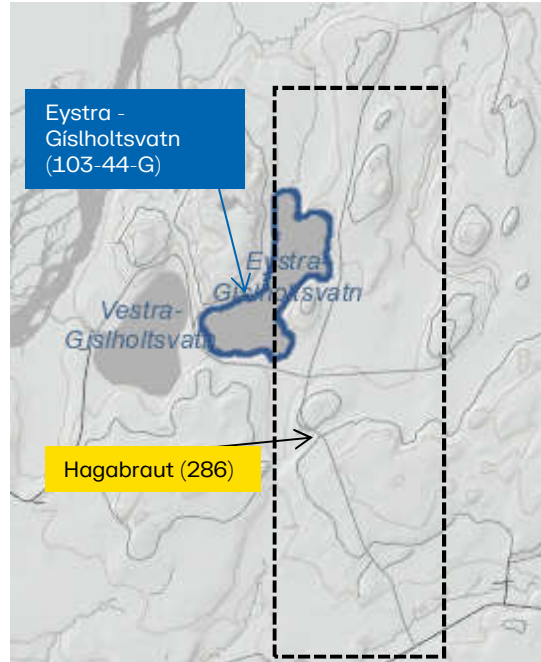 Eystra -
Gíslholtsvatn
(103-44-G)
Eystra-
Gíslholtsvatn
Vestra-
Gíslholtsvatn
Hagabraut (286)